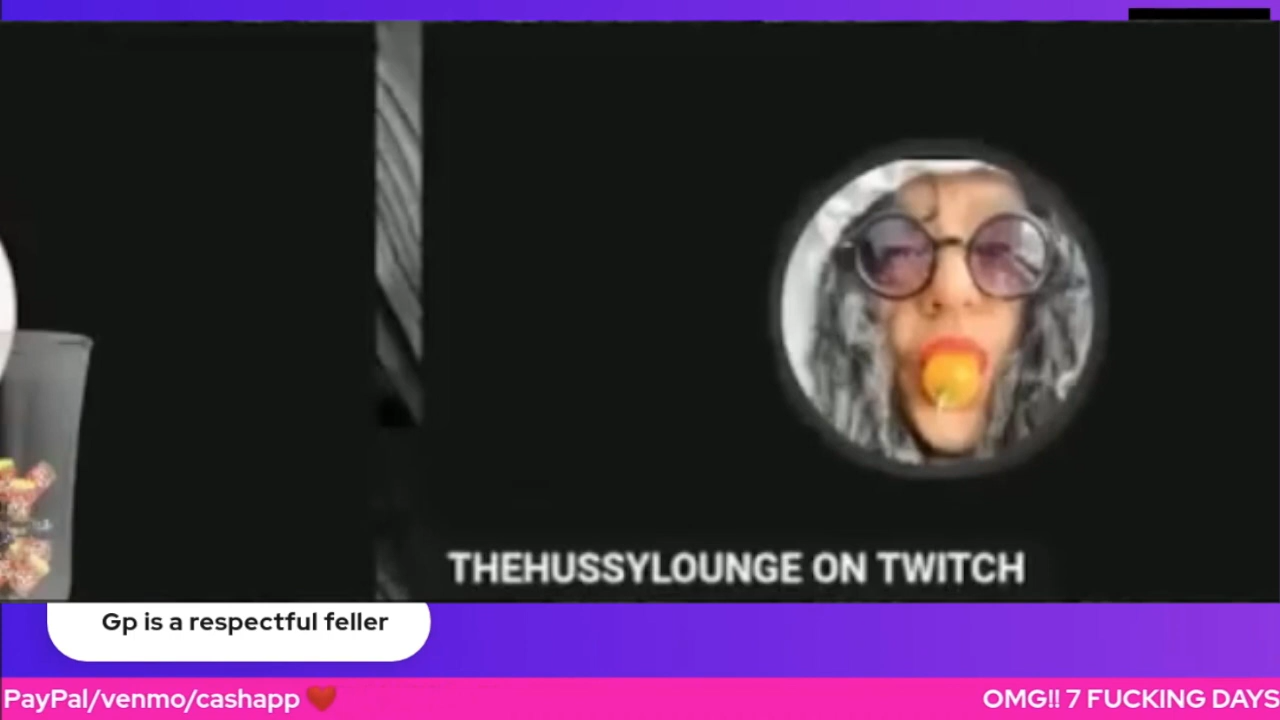 THEHUSSYLOUNGE ON TWITCH
Gp is a respectful feller
PayPal/venmo/cashapp ❤️
OMG!! 7 FUCKING DAYS